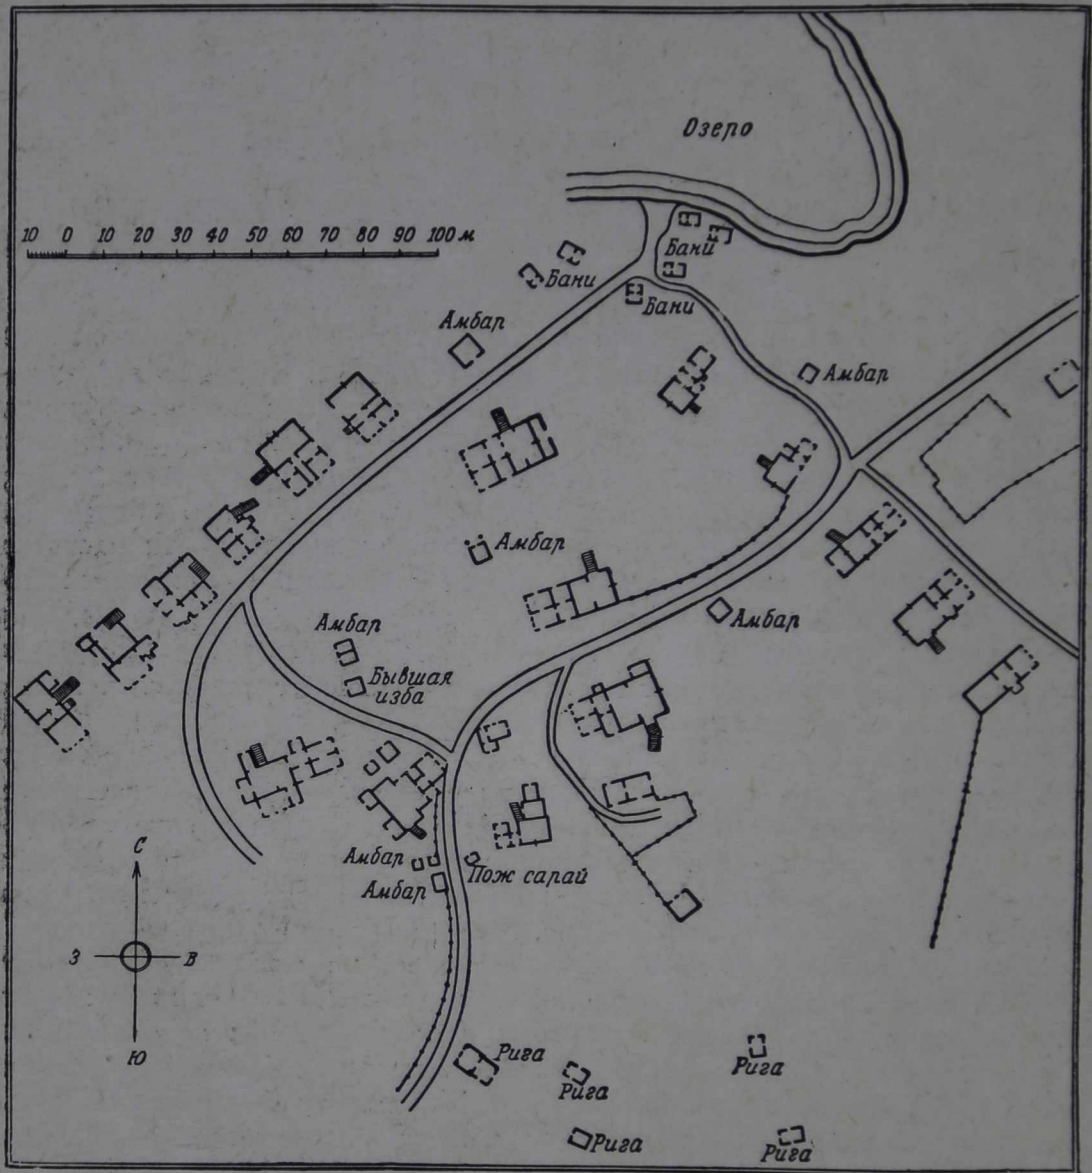 Озеро
10 0 10 20 30 40 50 60 70 80 90 100 м
Бани
Бани
Бани
Амбар
Амбар
Амбар
Амбар
Амбар
Бывшая
изба
Амбар
Амбар
Пож сарай
С
З
В
Ю
Рига
Рига
Рига
Рига
Рига